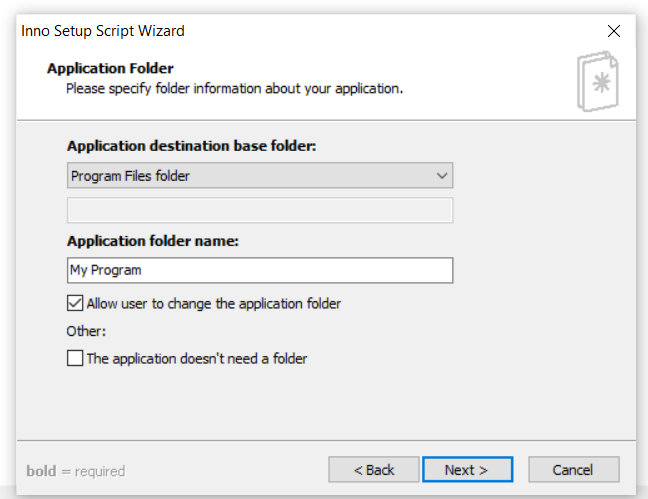 Inno Setup Script Wizard
Application Folder
Please specify folder information about your application.
Application destination base folder:
Program Files folder
Application folder name:
My Program
Allow user to change the application folder
Other:
The application doesn't need a folder
bold = required
< Back
Next >
Cancel